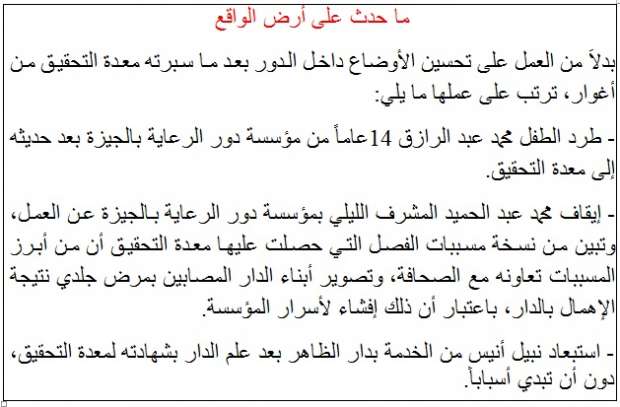 ما حدث على أرض الواقع
بدلاً من العمل على تحسين الأوضاع داخل الدور بعد ما سبرته معدة التحقيق من
أغوار، ترتب على عملها ما يلي:
- طرد الطفل محمد عبد الرازق 14عاماً من مؤسسة دور الرعاية بالجيزة بعد حديثه
إلى معدة التحقيق.
- إيقاف محمد عبد الحميد المشرف الليلي بمؤسسة دور الرعاية بالجيزة عن العمل،
وتبين من نسخة مسببات الفصل التي حصلت عليها معدة التحقيق أن من أبرز
المسببات تعاونه مع الصحافة، وتصوير أبناء الدار المصابين بمرض جلدي نتيجة
الإهمال بالدار، باعتبار أن ذلك إفشاء لأسرار المؤسسة.
- استبعاد نبيل أنيس من الخدمة بدار الظاهر بعد علم الدار بشهادته لمعدة التحقيق،
دون أن تبدي أسباباً.